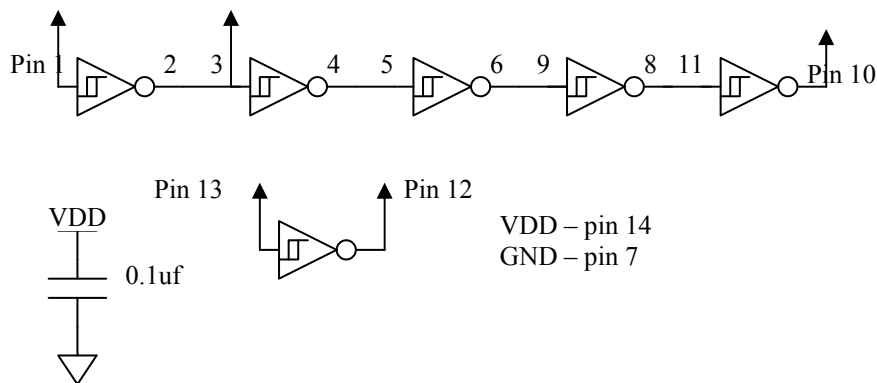 Pin 1
2
3
4
5
6
9
8
11
Pin 10
Pin 13
Pin 12
VDD
0.1uf
VDD – pin 14
GND – pin 7